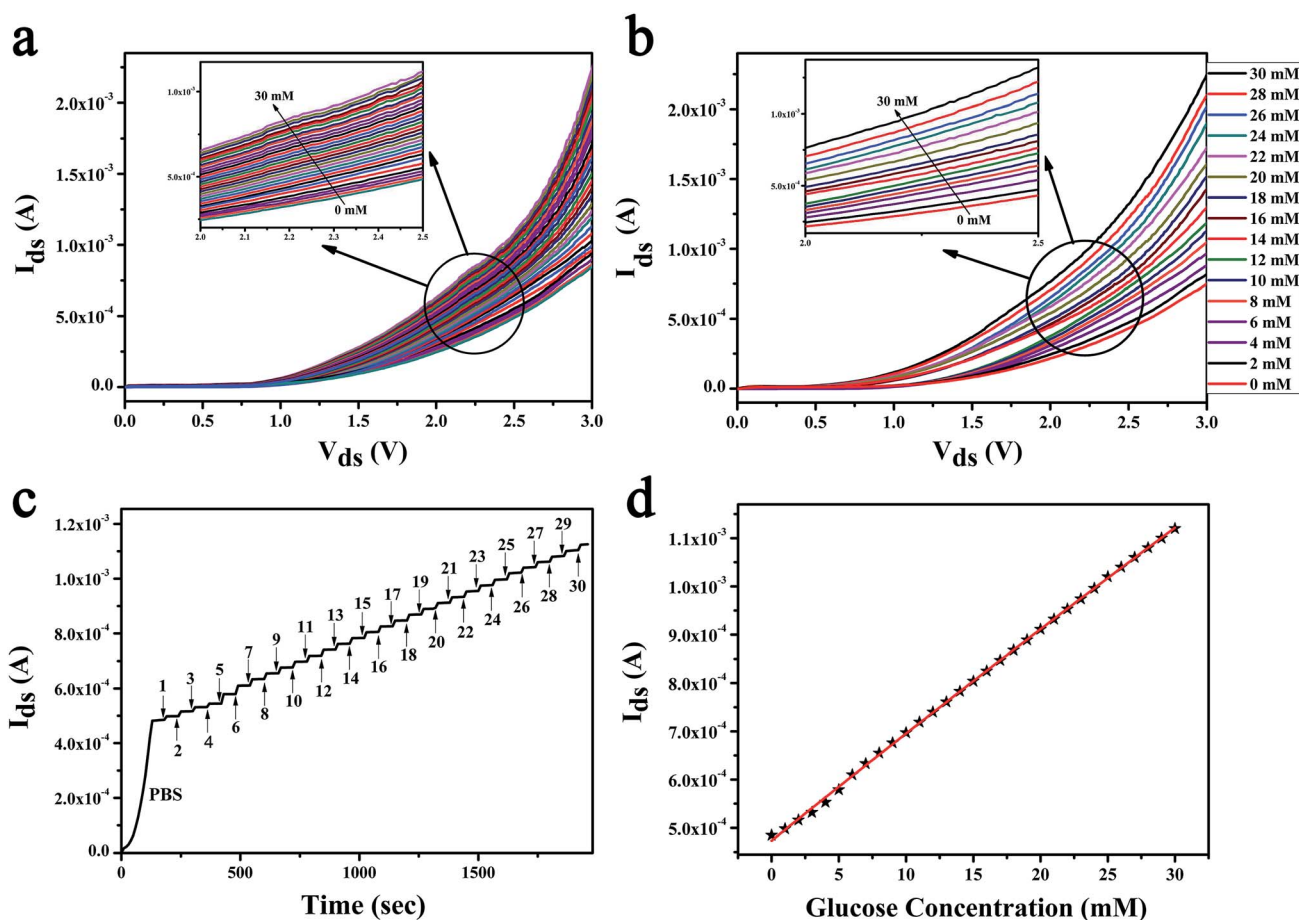 a
2.0x10⁻³
1.5x10⁻³
1.0x10⁻³
5.0x10⁻⁴
0.0
I_ds (A)
0.0 0.5 1.0 1.5 2.0 2.5 3.0
V_ds (V)
1.0x10⁻³
5.0x10⁻⁴
30 mM
0 mM
2.0 2.1 2.2 2.3 2.4 2.5
b
2.0x10⁻³
1.5x10⁻³
1.0x10⁻³
5.0x10⁻⁴
0.0
I_ds (A)
0.0 0.5 1.0 1.5 2.0 2.5 3.0
V_ds (V)
1.0x10⁻³
5.0x10⁻⁴
30 mM
0 mM
2.0 2.5
30 mM
28 mM
26 mM
24 mM
22 mM
20 mM
18 mM
16 mM
14 mM
12 mM
10 mM
8 mM
6 mM
4 mM
2 mM
0 mM
c
1.2x10⁻³
1.0x10⁻³
8.0x10⁻⁴
6.0x10⁻⁴
4.0x10⁻⁴
2.0x10⁻⁴
0.0
I_ds (A)
PBS
1 3 5 7 9 11 13 15 17 19 21 23 25 27 29
2 4 6 8 10 12 14 16 18 20 22 24 26 28 30
0 500 1000 1500
Time (sec)
d
1.1x10⁻³
1.0x10⁻³
9.0x10⁻⁴
8.0x10⁻⁴
7.0x10⁻⁴
6.0x10⁻⁴
5.0x10⁻⁴
I_ds (A)
0 5 10 15 20 25 30
Glucose Concentration (mM)